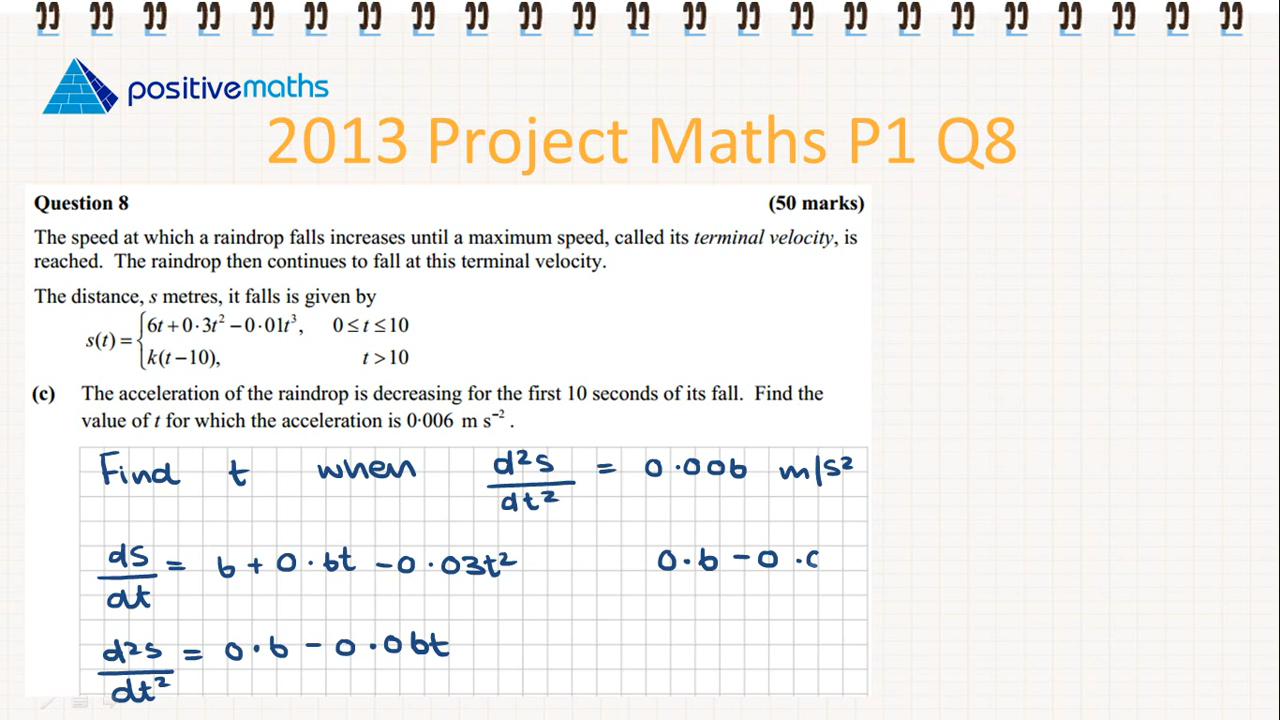 positivemaths
2013 Project Maths P1 Q8
Question 8 (50 marks)
The speed at which a raindrop falls increases until a maximum speed, called its terminal velocity, is
reached. The raindrop then continues to fall at this terminal velocity.
The distance, s metres, it falls is given by
s(t) = { 6t + 0·3t² − 0·01t³, 0 ≤ t ≤ 10
k(t − 10), t > 10
(c) The acceleration of the raindrop is decreasing for the first 10 seconds of its fall. Find the
value of t for which the acceleration is 0·006 m s⁻² .
Find t when d²s/dt² = 0.006 m/s²
ds/dt = 6 + 0.6t − 0.03t² 0.6 − 0.0
d²s/dt² = 0.6 − 0.06t